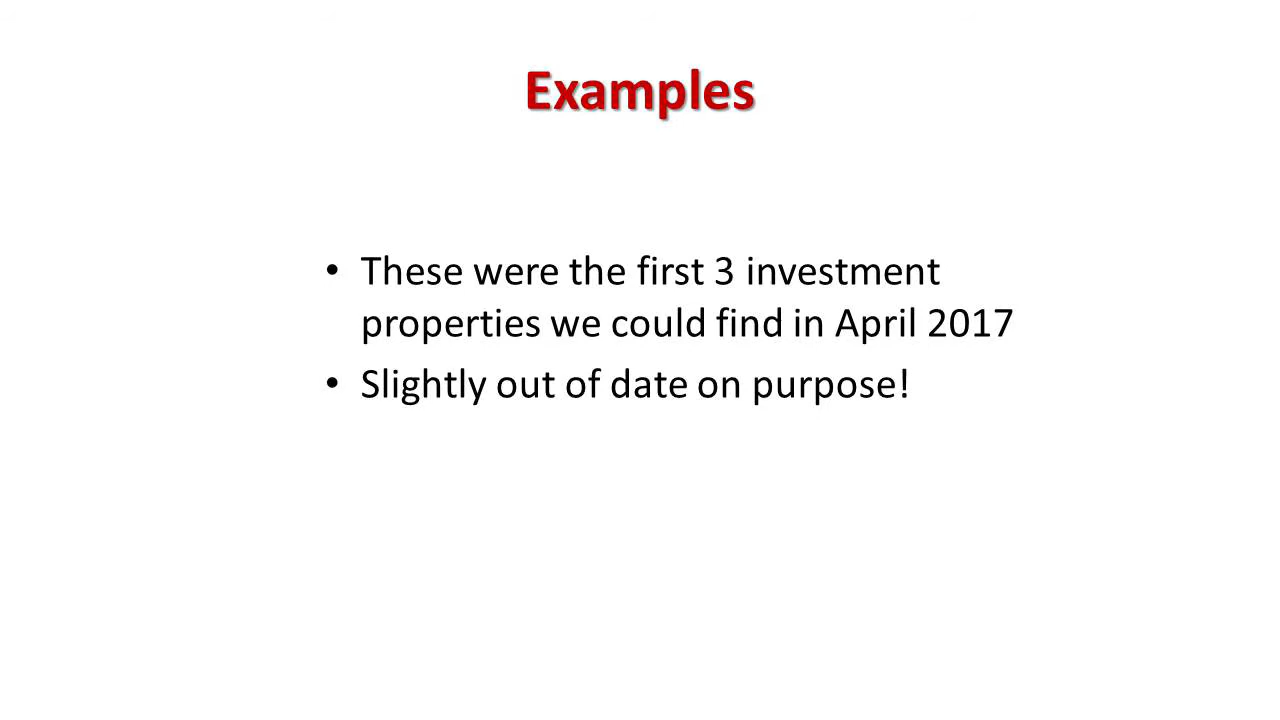 Examples
• These were the first 3 investment
properties we could find in April 2017
• Slightly out of date on purpose!